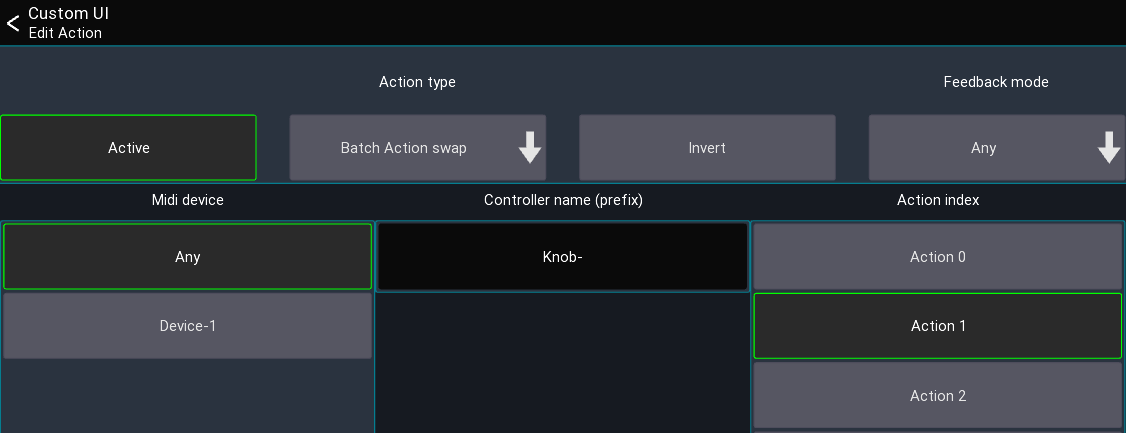 Custom UI
Edit Action
Action type
Feedback mode
Active
Batch Action swap
Invert
Any
Midi device
Controller name (prefix)
Action index
Any
Knob-
Action 0
Device-1
Action 1
Action 2